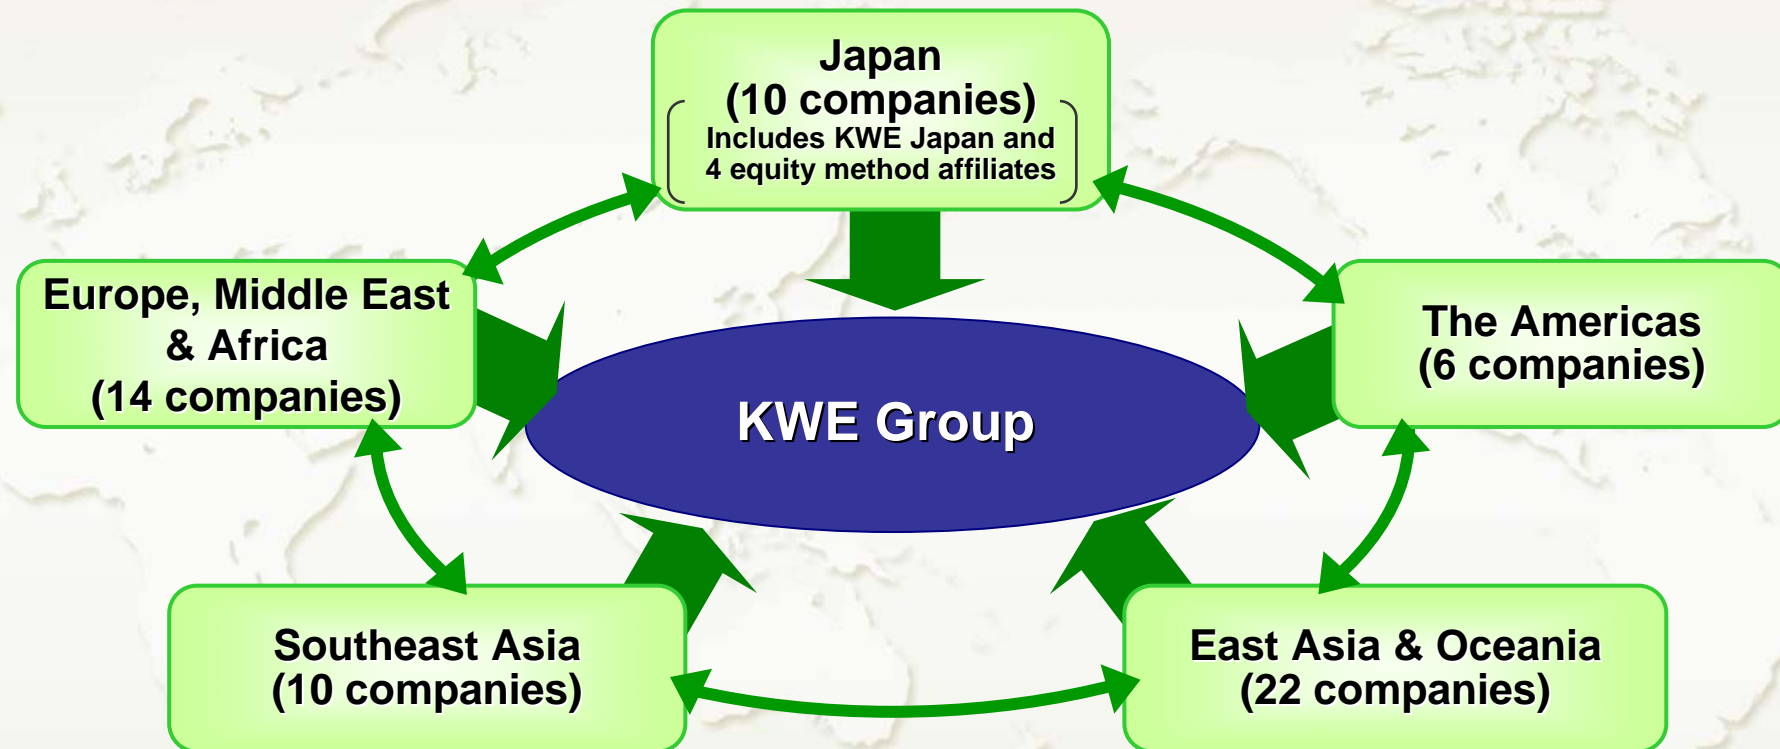 Japan
(10 companies)
Includes KWE Japan and
4 equity method affiliates
Europe, Middle East
& Africa
(14 companies)
The Americas
(6 companies)
KWE Group
Southeast Asia
(10 companies)
East Asia & Oceania
(22 companies)